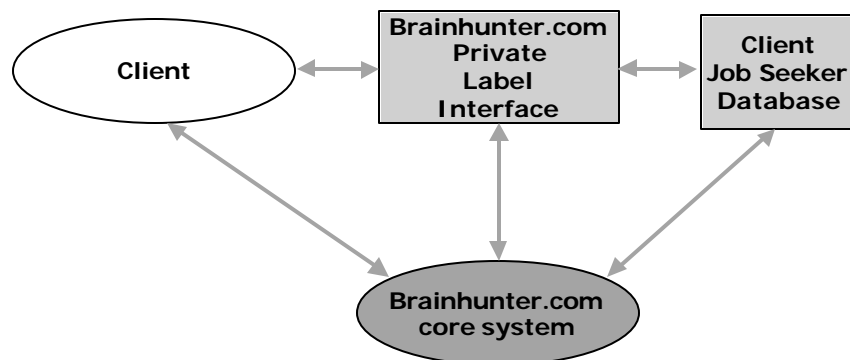 Client
Brainhunter.com
Private
Label
Interface
Client
Job Seeker
Database
Brainhunter.com
core system